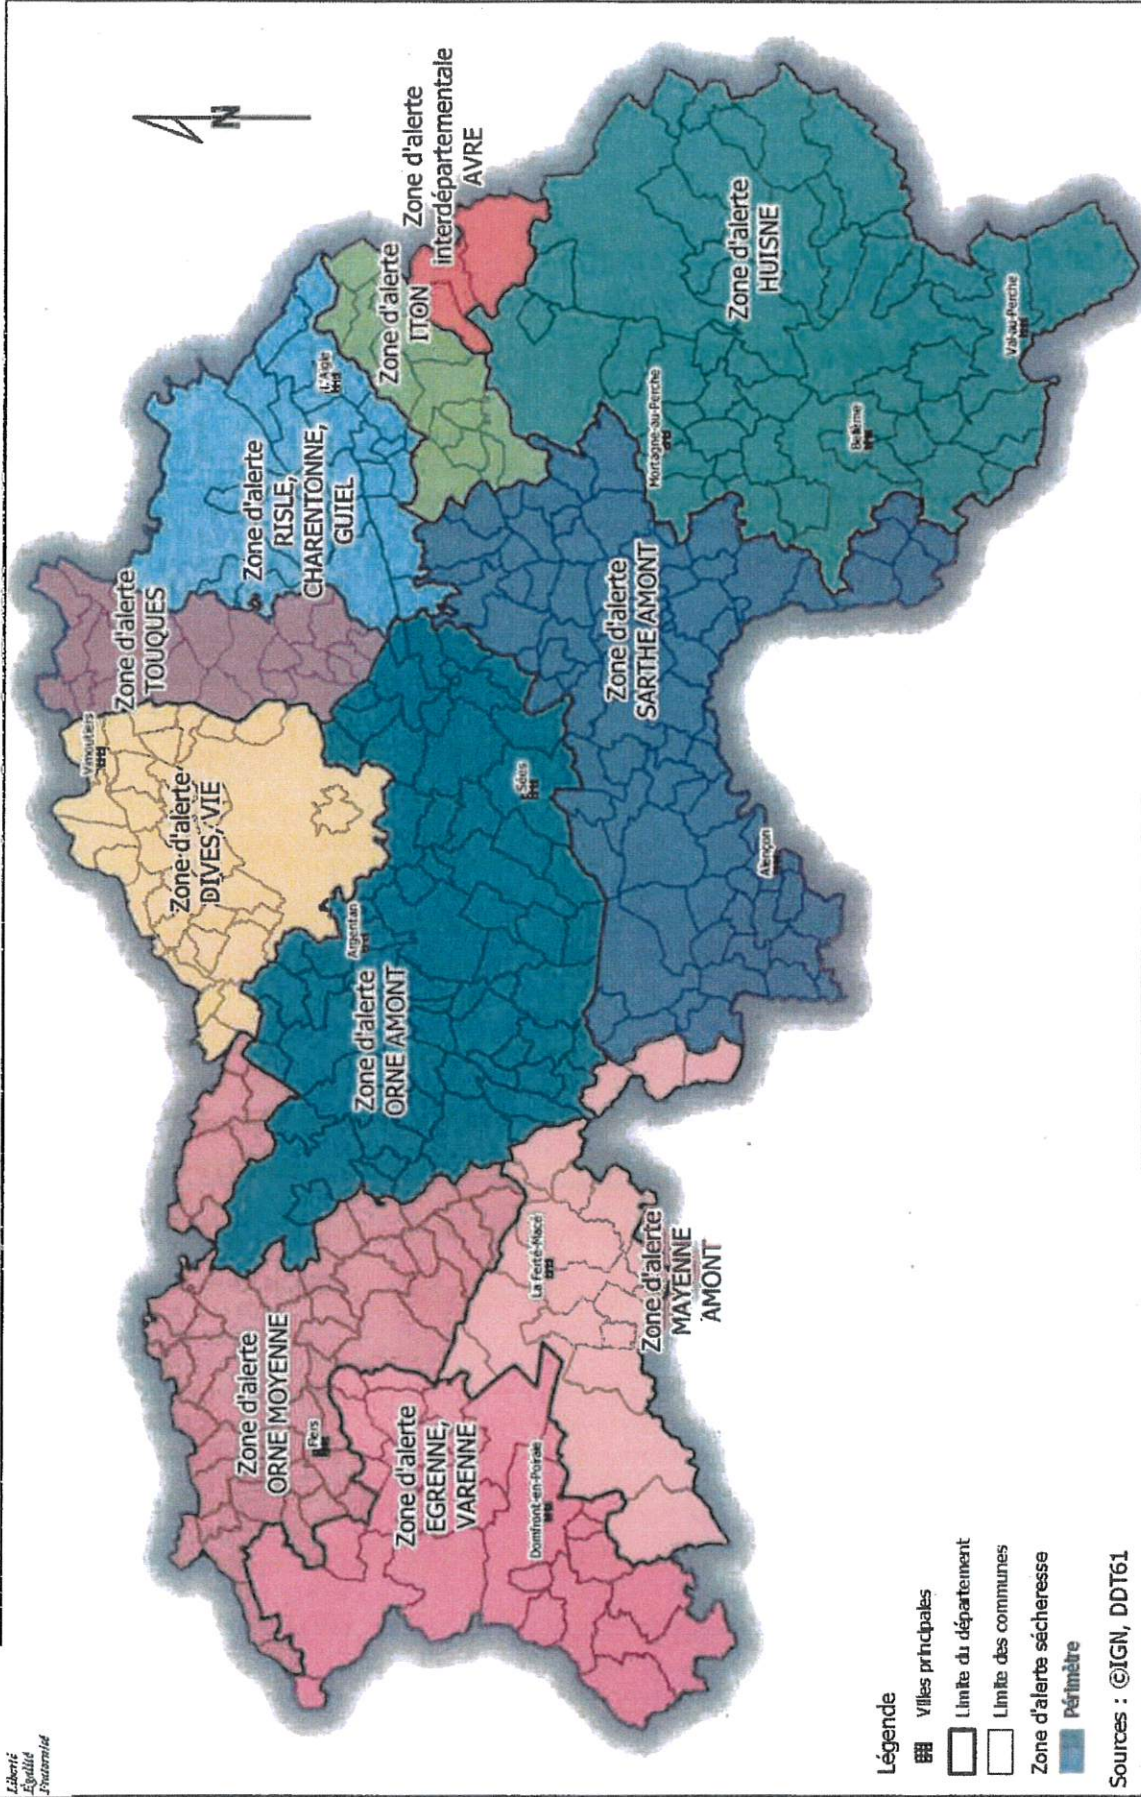 Liberté
Égalité
Fraternité
N
Zone d'alerte
interdépartementale
AVRE
Zone d'alerte
ITON
Zone d'alerte
RISLE,
CHARENTONNE,
GUIEL
L'Aigle
Zone d'alerte
TOUQUES
Vimoutiers
Zone d'alerte
DIVES, VIE
Argentan
Zone d'alerte
ORNE AMONT
Sées
Zone d'alerte
ORNE MOYENNE
Flers
Zone d'alerte
EGRENNE,
VARENNE
Domfront-en-Poiraie
La Ferté-Macé
Zone d'alerte
MAYENNE
AMONT
Zone d'alerte
SARTHE AMONT
Alençon
Zone d'alerte
HUISNE
Mortagne-au-Perche
Bellême
Val-au-Perche
Légende
Villes principales
Limite du département
Limite des communes
Zone d'alerte sécheresse
Périmètre
Sources : ©IGN, DDT61